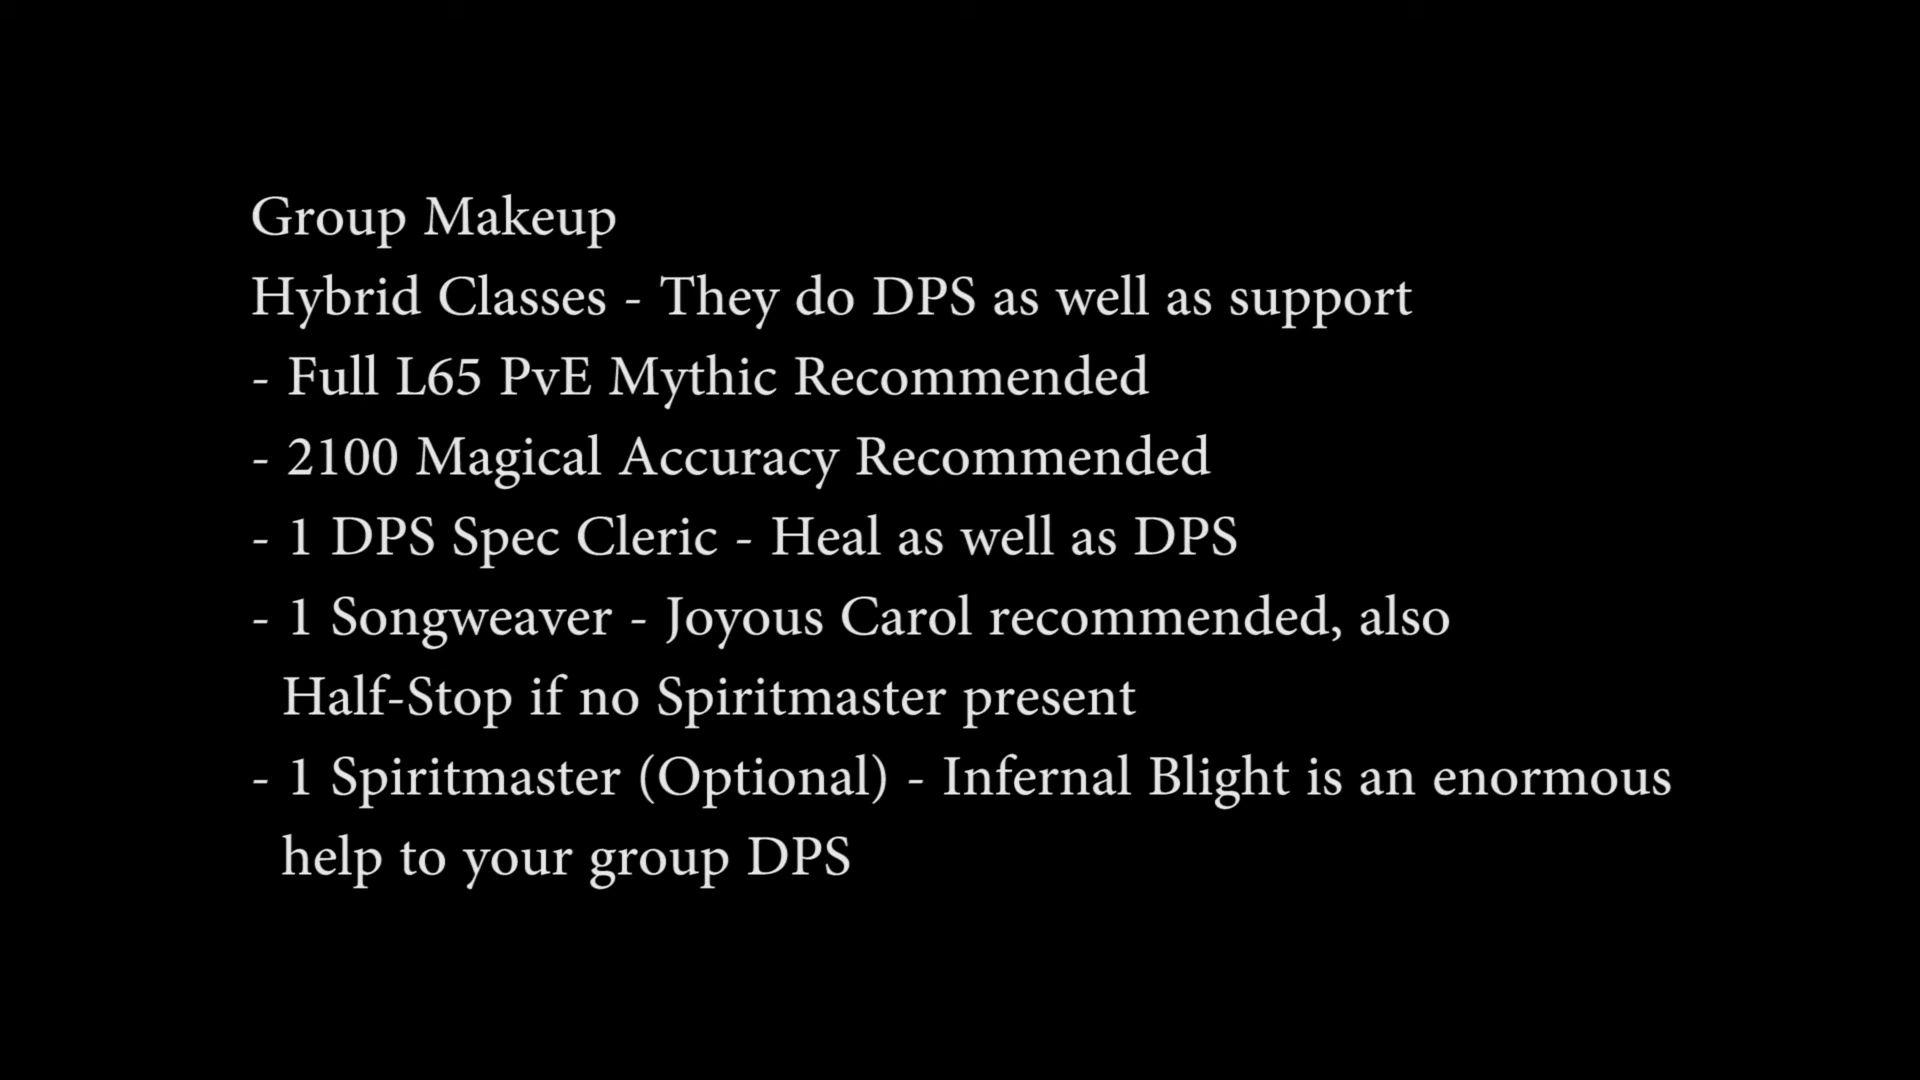 Group Makeup
Hybrid Classes - They do DPS as well as support
- Full L65 PvE Mythic Recommended
- 2100 Magical Accuracy Recommended
- 1 DPS Spec Cleric - Heal as well as DPS
- 1 Songweaver - Joyous Carol recommended, also
Half-Stop if no Spiritmaster present
- 1 Spiritmaster (Optional) - Infernal Blight is an enormous
help to your group DPS